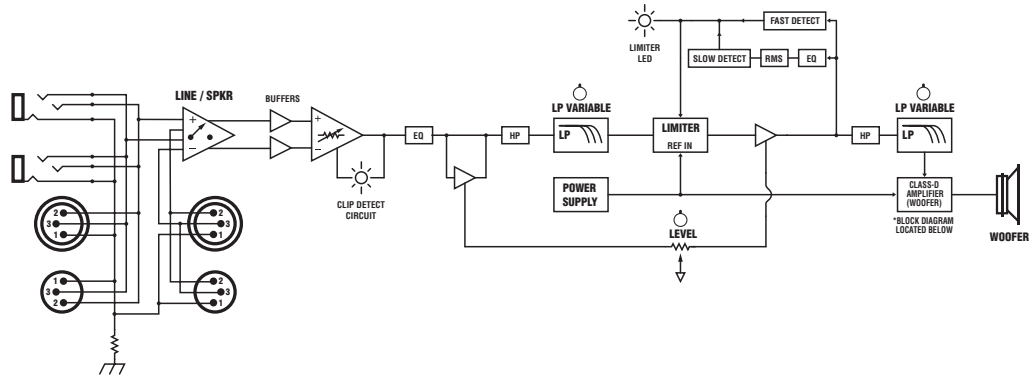 LIMITER
LED
FAST DETECT
SLOW DETECT
RMS
EQ
LINE / SPKR
BUFFERS
+
−
+
−
CLIP DETECT
CIRCUIT
EQ
HP
LP VARIABLE
LP
LIMITER
REF IN
HP
LP VARIABLE
LP
POWER
SUPPLY
CLASS-D
AMPLIFIER
(WOOFER)
*BLOCK DIAGRAM
LOCATED BELOW
WOOFER
LEVEL
2
3
1
2
3
1
1
3
2
2
3
1